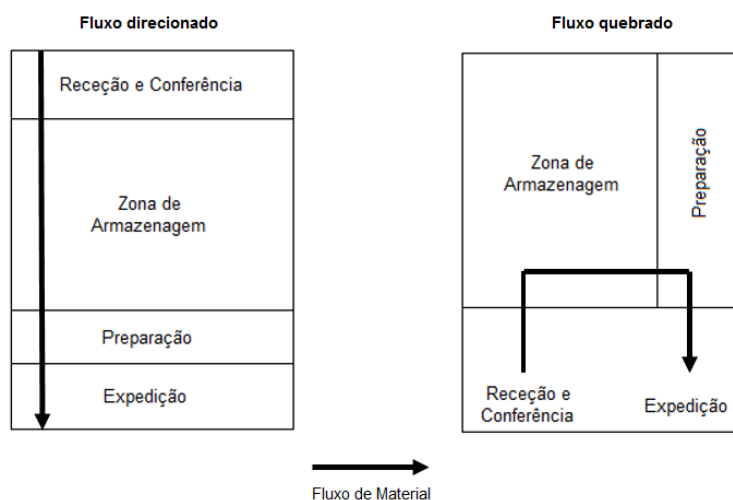 Fluxo direcionado
Receção e Conferência
Zona de
Armazenagem
Preparação
Expedição
Fluxo quebrado
Zona de
Armazenagem
Preparação
Receção e
Conferência
Expedição
Fluxo de Material